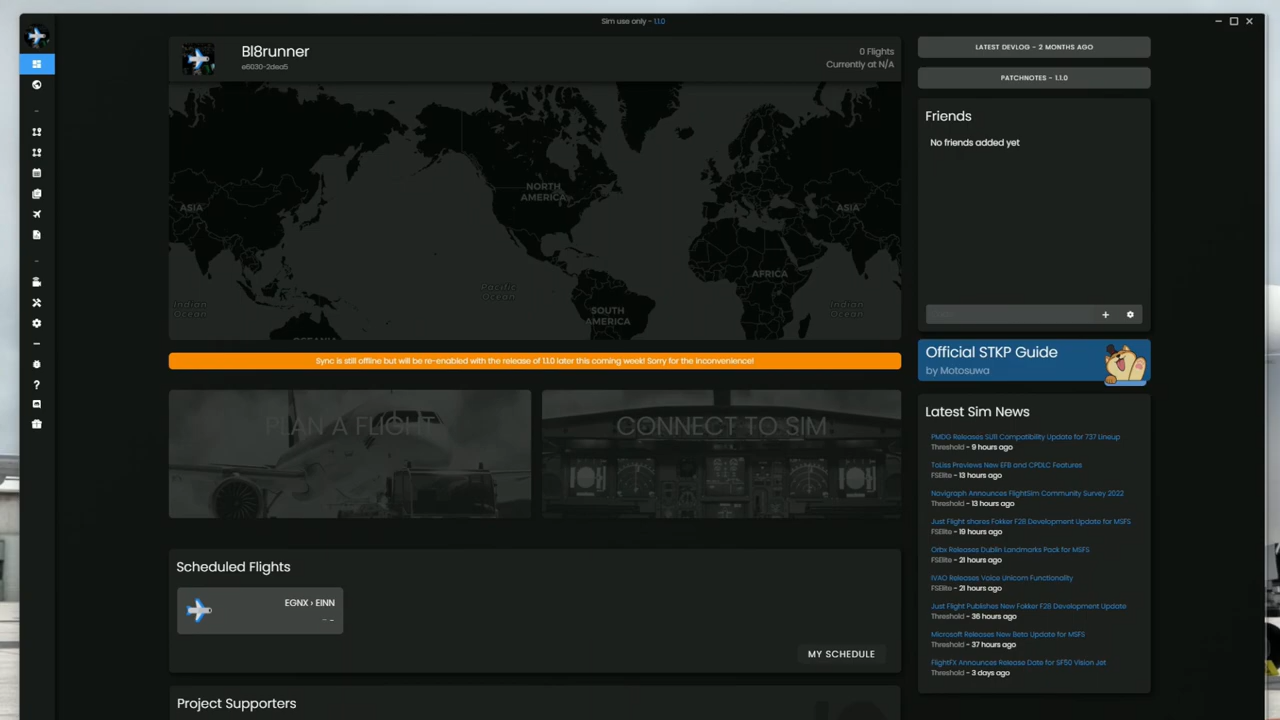 Sim use only - 1.1.0
Bl8runner
e6030-2dea5
0 Flights
Currently at N/A
ASIA
NORTH
AMERICA
ASIA
AFRICA
Pacific
Ocean
Indian
Ocean
SOUTH
AMERICA
Indian
Ocean
OCEANIA
Sync is still offline but will be re-enabled with the release of 1.1.0 later this coming week! Sorry for the inconvenience!
PLAN A FLIGHT
CONNECT TO SIM
Scheduled Flights
EGNX › EINN
- -
MY SCHEDULE
Project Supporters
LATEST DEVLOG - 2 MONTHS AGO
PATCHNOTES - 1.1.0
Friends
No friends added yet
Official STKP Guide
by Motosuwa
Latest Sim News
PMDG Releases SU11 Compatibility Update for 737 Lineup
Threshold - 9 hours ago
ToLiss Previews New EFB and CPDLC Features
FSElite - 13 hours ago
Navigraph Announces FlightSim Community Survey 2022
Threshold - 13 hours ago
Just Flight shares Fokker F28 Development Update for MSFS
FSElite - 19 hours ago
Orbx Releases Dublin Landmarks Pack for MSFS
FSElite - 21 hours ago
IVAO Releases Voice Unicom Functionality
FSElite - 21 hours ago
Just Flight Publishes New Fokker F28 Development Update
Threshold - 36 hours ago
Microsoft Releases New Beta Update for MSFS
Threshold - 37 hours ago
FlightFX Announces Release Date for SF50 Vision Jet
Threshold - 3 days ago